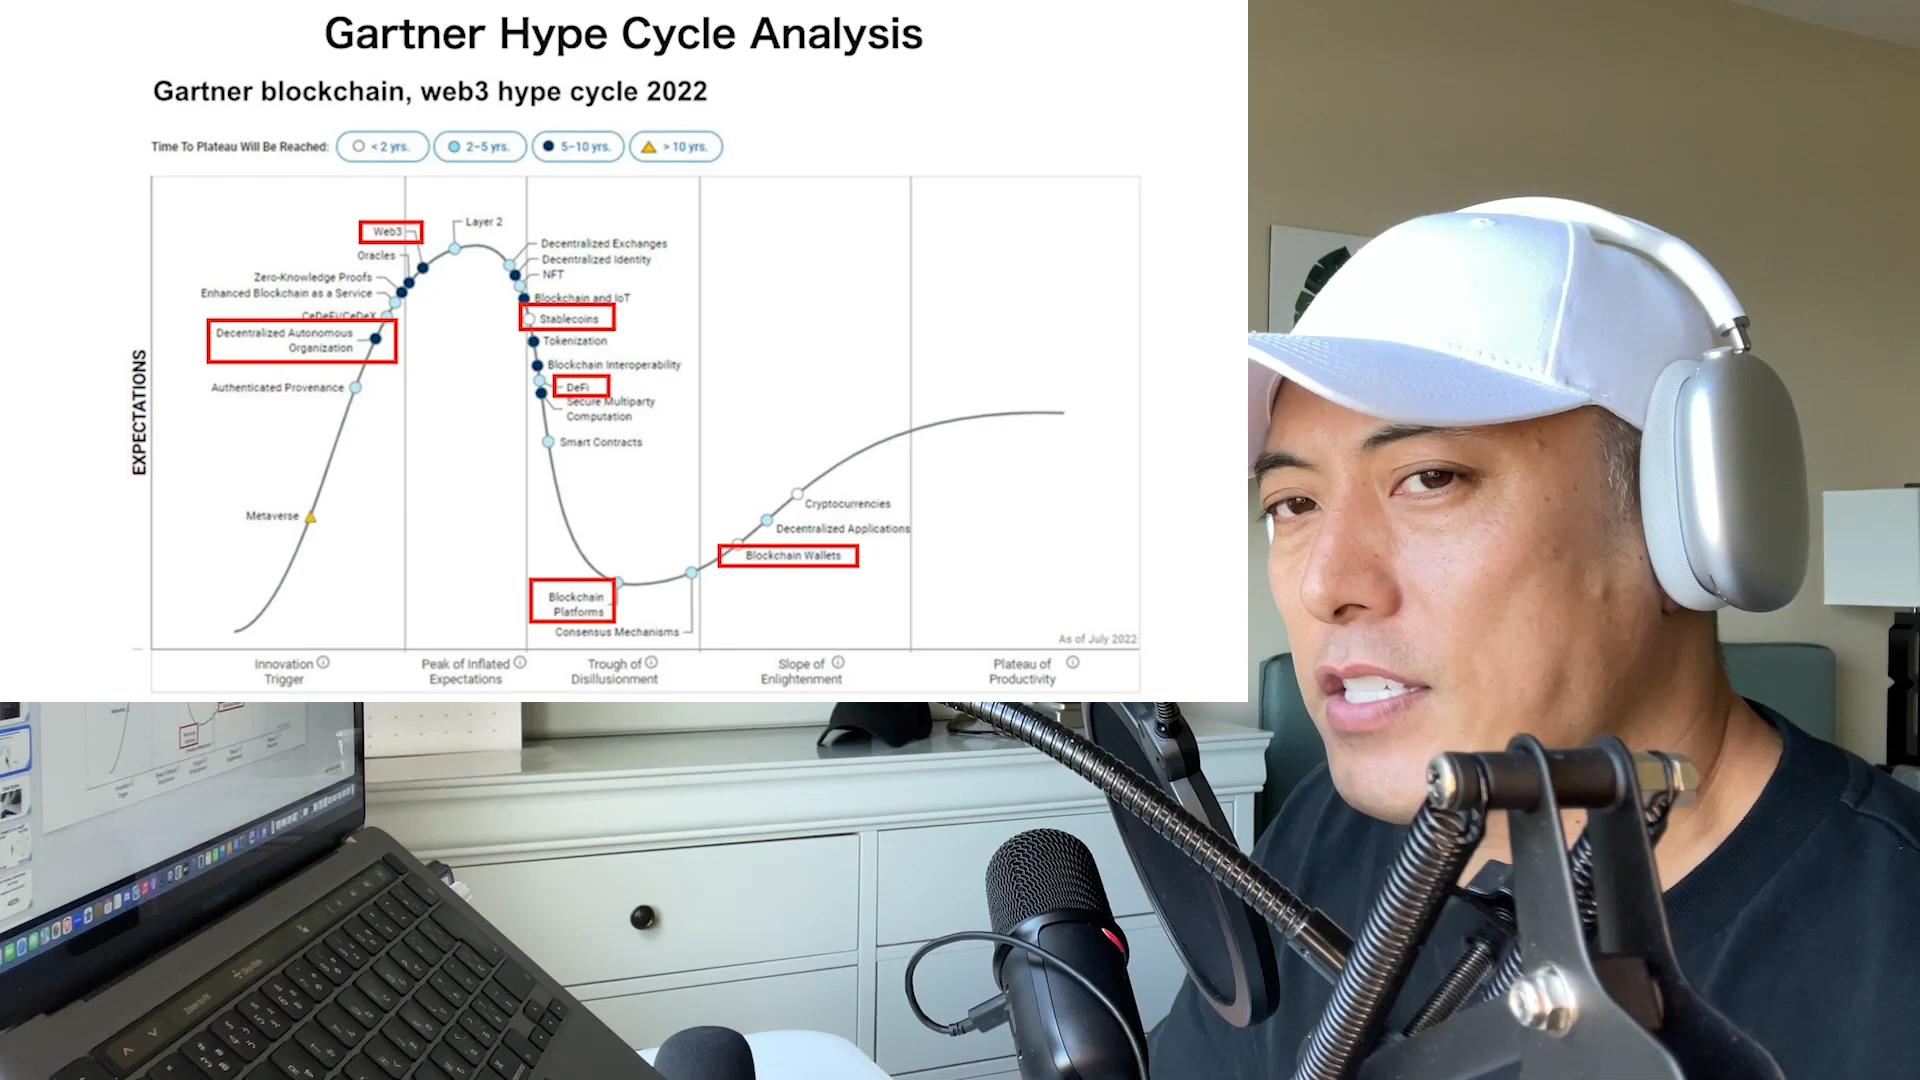 Gartner Hype Cycle Analysis
Gartner blockchain, web3 hype cycle 2022
Time To Plateau Will Be Reached: < 2 yrs. 2–5 yrs. 5–10 yrs. > 10 yrs.
EXPECTATIONS
Layer 2
Web3
Oracles
Zero-Knowledge Proofs
Enhanced Blockchain as a Service
CeDeFi/CeDeX
Decentralized Autonomous
Organization
Authenticated Provenance
Metaverse
Decentralized Exchanges
Decentralized Identity
NFT
Blockchain and IoT
Stablecoins
Tokenization
Blockchain Interoperability
DeFi
Secure Multiparty
Computation
Smart Contracts
Cryptocurrencies
Decentralized Applications
Blockchain Wallets
Blockchain
Platforms
Consensus Mechanisms
As of July 2022
Innovation
Trigger
Peak of Inflated
Expectations
Trough of
Disillusionment
Slope of
Enlightenment
Plateau of
Productivity